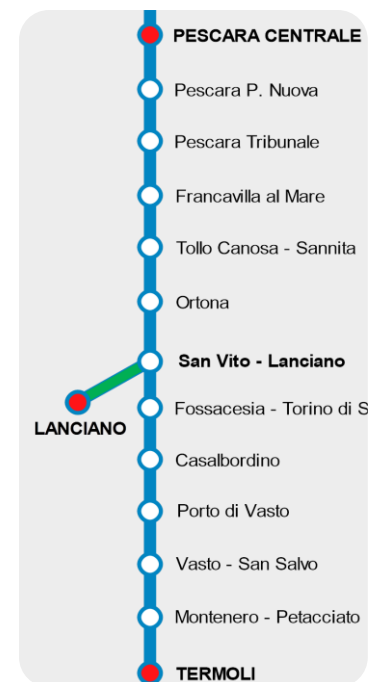 PESCARA CENTRALE
Pescara P. Nuova
Pescara Tribunale
Francavilla al Mare
Tollo Canosa - Sannita
Ortona
San Vito - Lanciano
LANCIANO
Fossacesia - Torino di S
Casalbordino
Porto di Vasto
Vasto - San Salvo
Montenero - Petacciato
TERMOLI